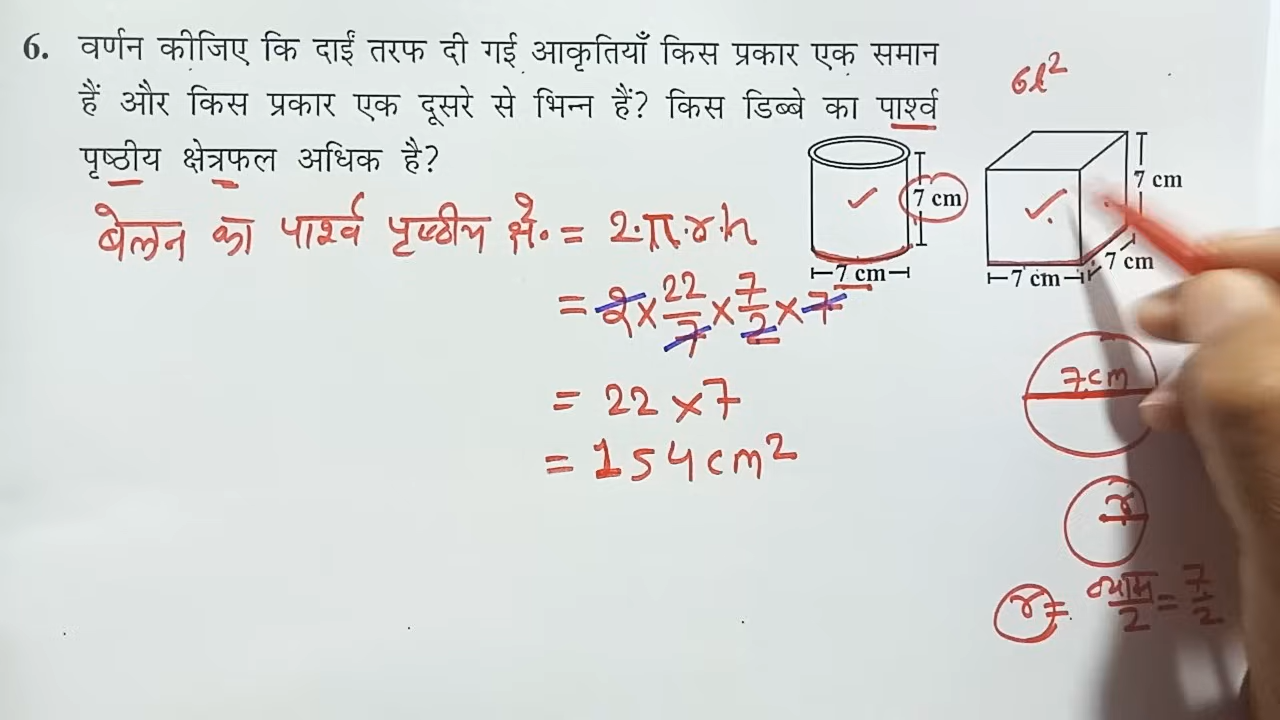 6. वर्णन कीजिए कि दाईं तरफ दी गई आकृतियाँ किस प्रकार एक समान
हैं और किस प्रकार एक दूसरे से भिन्न हैं? किस डिब्बे का पार्श्व
पृष्ठीय क्षेत्रफल अधिक है?
6l²
7 cm
7 cm
7 cm
7 cm
7 cm
बेलन का पार्श्व पृष्ठीय क्षे॰ = 2·π·r·h
= 2 × 22/7 × 7/2 × 7
= 22 × 7
= 154 cm²
7cm
r
r = व्यास/2 = 7/2